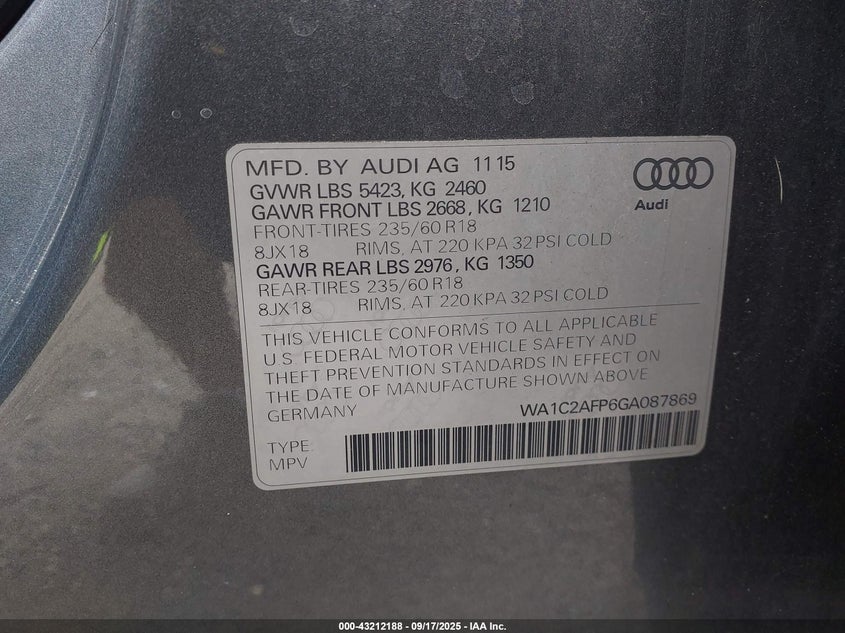 MFD. BY AUDI AG 11 15
GVWR LBS 5423, KG 2460
GAWR FRONT LBS 2668, KG 1210
FRONT-TIRES 235/60 R18
8JX18 RIMS, AT 220 KPA 32 PSI COLD
GAWR REAR LBS 2976, KG 1350
REAR-TIRES 235/60 R18
8JX18 RIMS, AT 220 KPA 32 PSI COLD
Audi
THIS VEHICLE CONFORMS TO ALL APPLICABLE
U.S. FEDERAL MOTOR VEHICLE SAFETY AND
THEFT PREVENTION STANDARDS IN EFFECT ON
THE DATE OF MANUFACTURE SHOWN ABOVE
GERMANY WA1C2AFP6GA087869
TYPE:
MPV
000-43212188 - 09/17/2025 - IAA Inc.